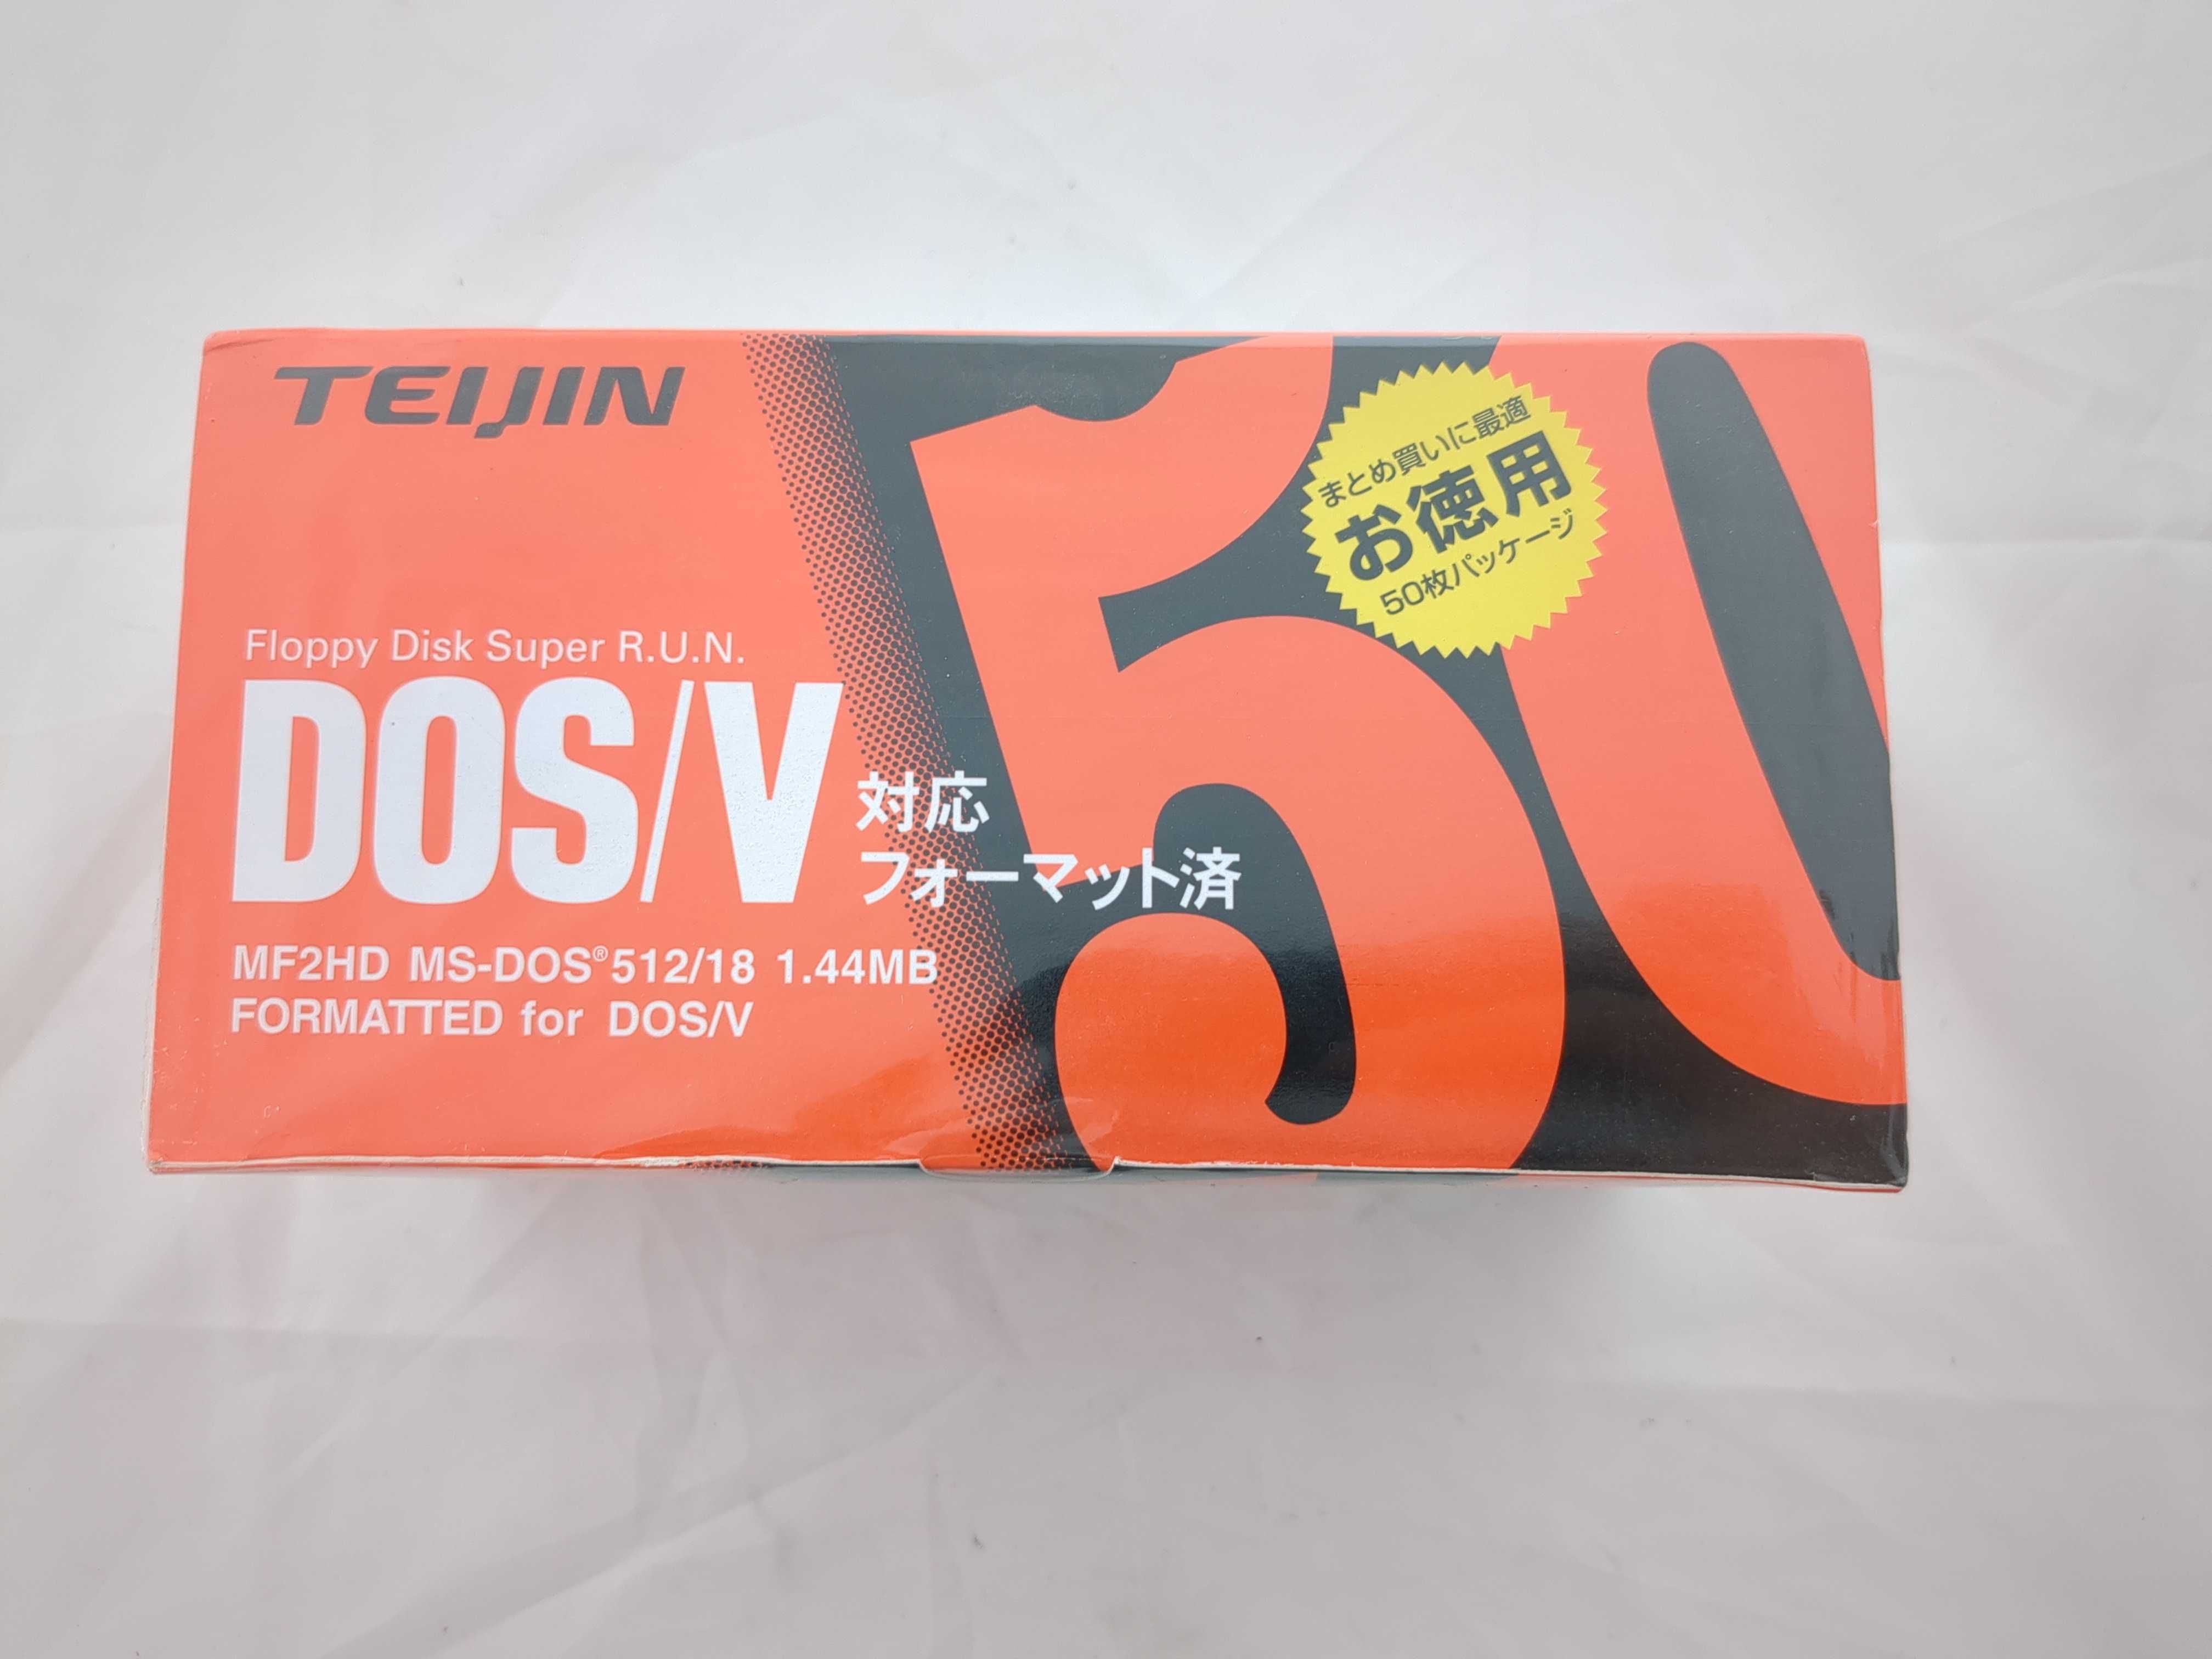 TEIJIN
50
まとめ買いに最適
お徳用
50枚パッケージ
Floppy Disk Super R.U.N.
DOS/V対応
フォーマット済
MF2HD MS-DOS®512/18 1.44MB
FORMATTED for DOS/V